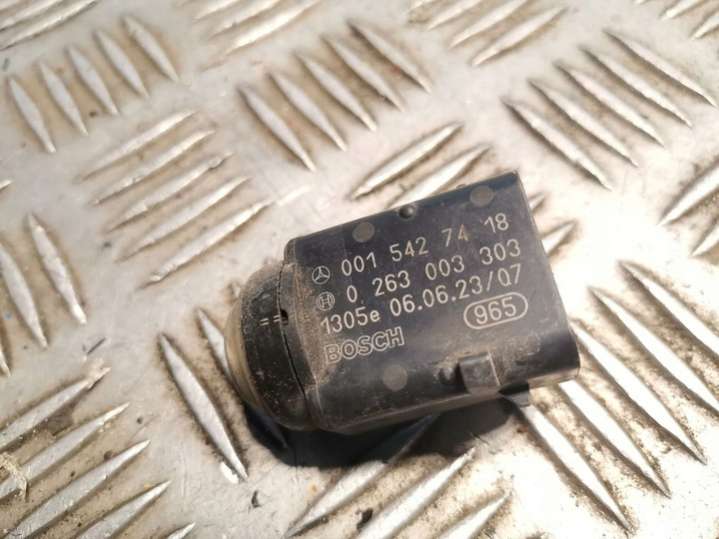 001 542 74 18
0 263 003 303
1305e 06.06.23/07
BOSCH 965